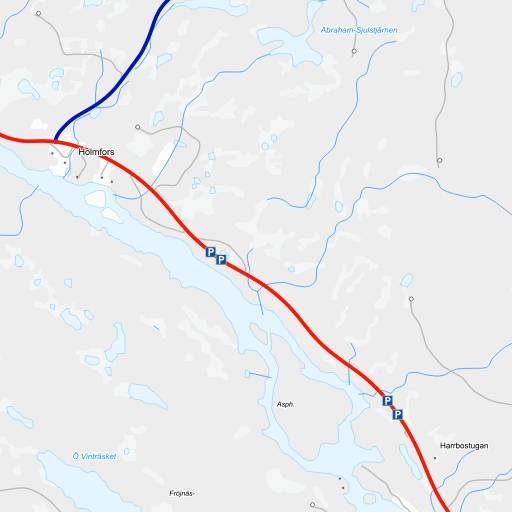 Abraham-Sjulstjärnen
Holmfors
P
P
P
P
Asph.
Harrbostugan
Ö Vinträsket
Fröjnäs-